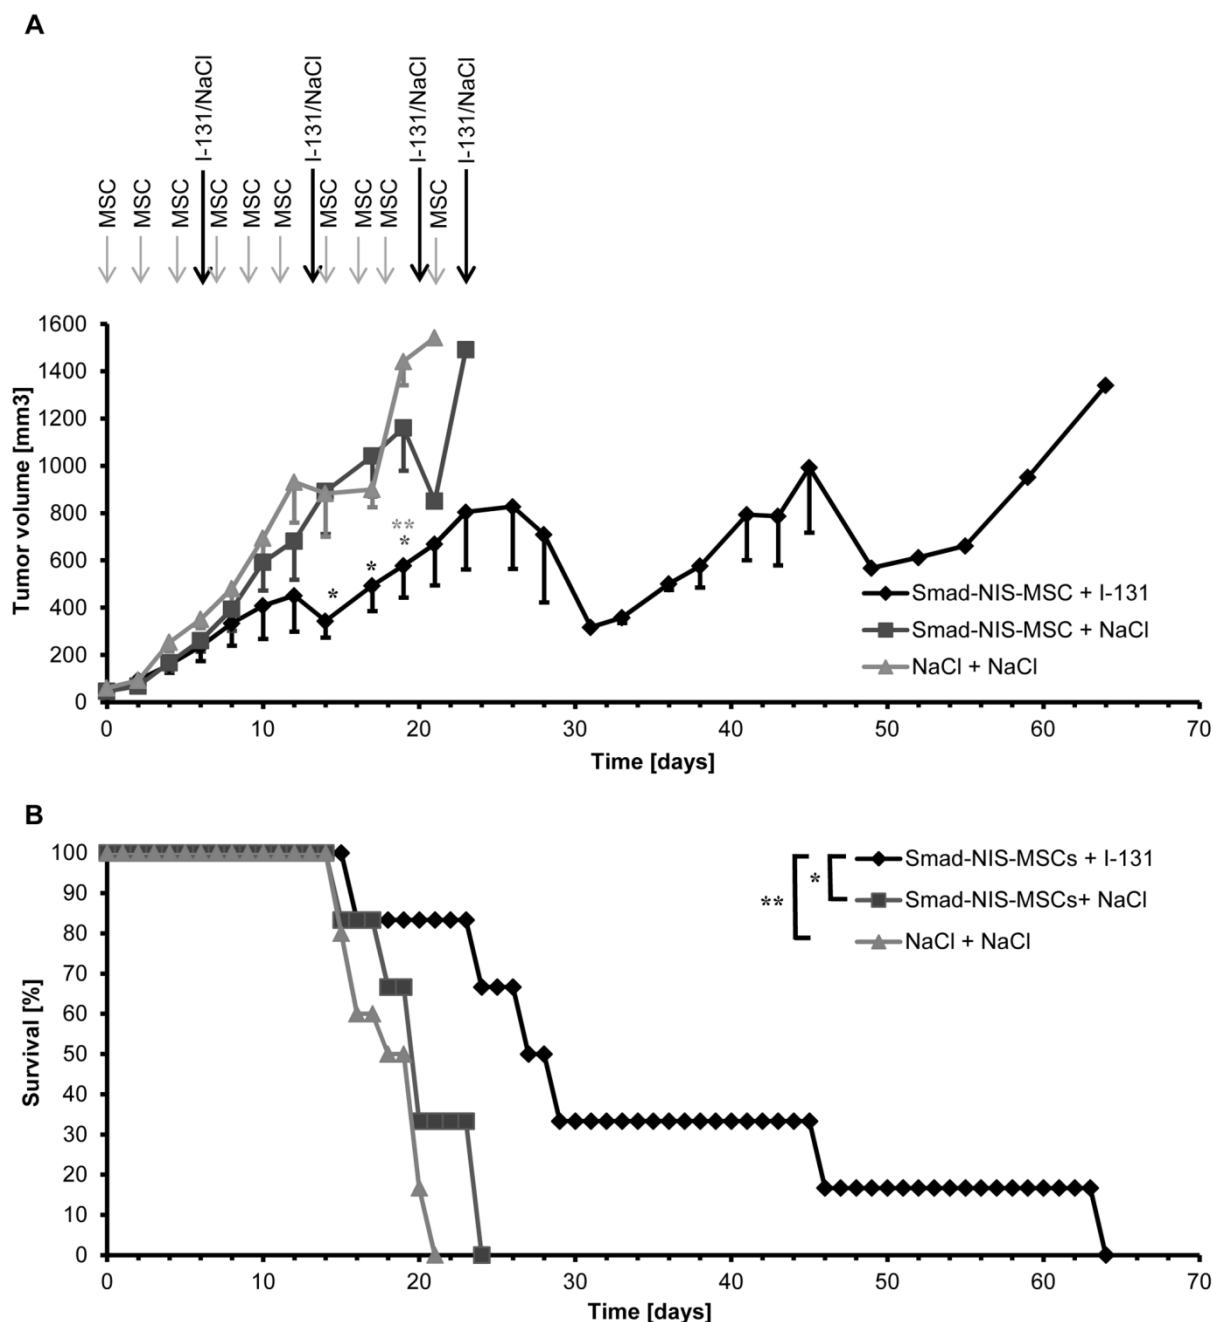 A
I-131/NaCl
I-131/NaCl
I-131/NaCl
I-131/NaCl
MSC
MSC
MSC
MSC
MSC
MSC
MSC
MSC
MSC
MSC
1600
1400
1200
1000
800
600
400
200
0
Tumor volume [mm3]
**
*
*
*
Smad-NIS-MSC + I-131
Smad-NIS-MSC + NaCl
NaCl + NaCl
0 10 20 30 40 50 60 70
Time [days]
B
100
90
80
70
60
50
40
30
20
10
0
Survival [%]
Smad-NIS-MSCs + I-131
*
Smad-NIS-MSCs+ NaCl
**
NaCl + NaCl
0 10 20 30 40 50 60 70
Time [days]